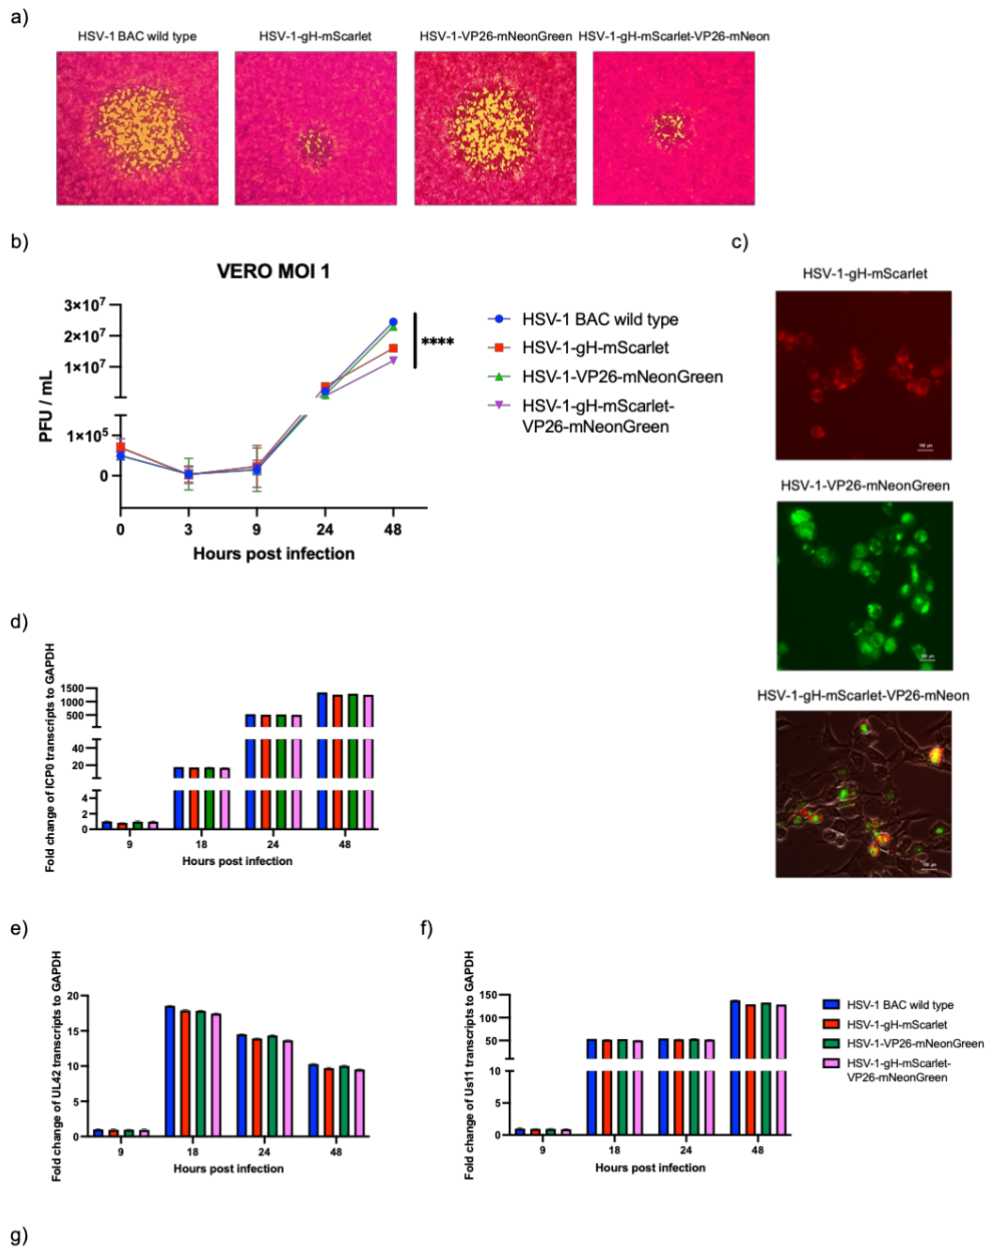 a)
HSV-1 BAC wild type
HSV-1-gH-mScarlet
HSV-1-VP26-mNeonGreen
HSV-1-gH-mScarlet-VP26-mNeon
b)
VERO MOI 1
3×10⁷
2×10⁷
1×10⁷
1×10⁵
0
PFU / mL
0
3
9
24
48
Hours post infection
****
HSV-1 BAC wild type
HSV-1-gH-mScarlet
HSV-1-VP26-mNeonGreen
HSV-1-gH-mScarlet-
VP26-mNeonGreen
c)
HSV-1-gH-mScarlet
HSV-1-VP26-mNeonGreen
HSV-1-gH-mScarlet-VP26-mNeon
d)
Fold change of ICP0 transcripts to GAPDH
1500
1000
500
40
20
4
2
0
9
18
24
48
Hours post infection
e)
Fold change of UL42 transcripts to GAPDH
20
15
10
5
0
9
18
24
48
Hours post infection
f)
Fold change of Us11 transcripts to GAPDH
150
100
50
10
5
0
9
18
24
48
Hours post infection
HSV-1 BAC wild type
HSV-1-gH-mScarlet
HSV-1-VP26-mNeonGreen
HSV-1-gH-mScarlet-
VP26-mNeonGreen
g)